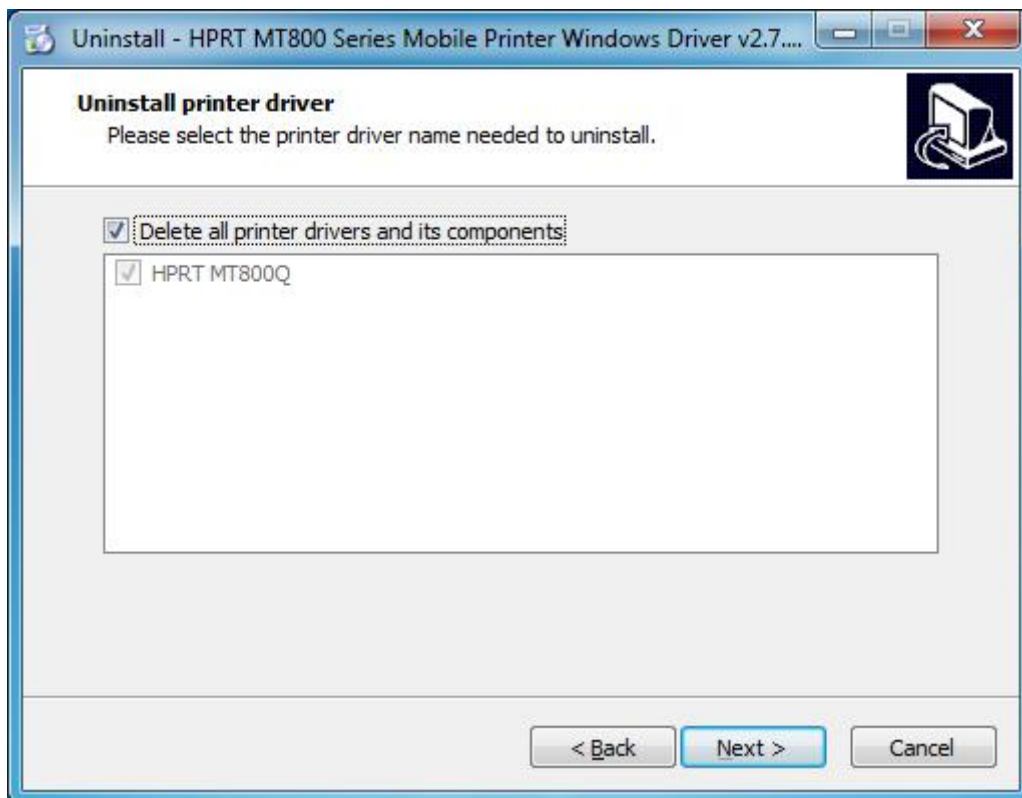 Uninstall - HPRT MT800 Series Mobile Printer Windows Driver v2.7....
Uninstall printer driver
Please select the printer driver name needed to uninstall.
Delete all printer drivers and its components
HPRT MT800Q
< Back
Next >
Cancel